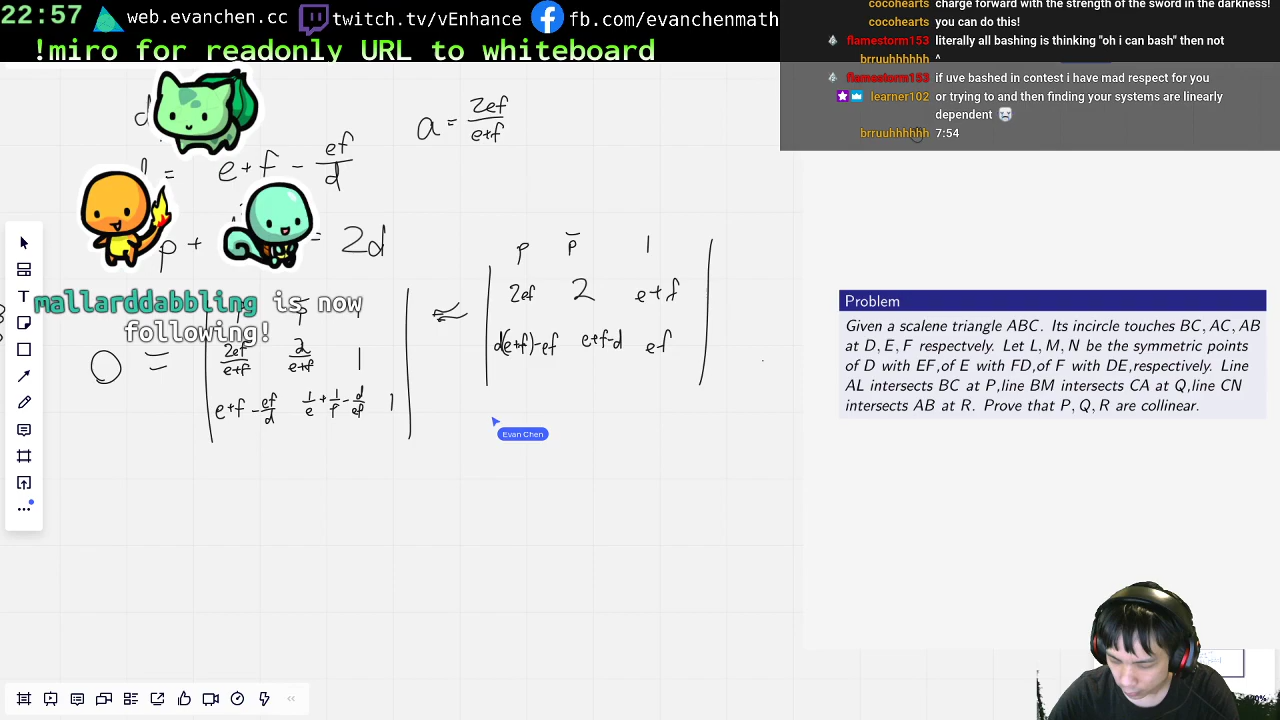 22:57
web.evanchen.cc
twitch.tv/vEnhance
fb.com/evanchenmath
!miro for readonly URL to whiteboard
cocohearts charge forward with the strength of the sword in the darkness!
cocohearts you can do this!
flamestorm153 literally all bashing is thinking "oh i can bash" then not
brruuhhhhhh ^
flamestorm153 if uve bashed in contest i have mad respect for you
learner102 or trying to and then finding your systems are linearly
dependent
brruuhhhhhh 7:54
d
a = 2ef/e+f
= e+f - ef/d
p + = 2d
mallarddabbling is now
following!
p p̄ 1
2ef 2 e+f
d(e+f)-ef e+f-d ef
0 =
2ef/e+f 2/e+f 1
e+f - ef/d 1/e + 1/f - d/ef 1
Evan Chen
Problem
Given a scalene triangle ABC. Its incircle touches BC, AC, AB
at D, E, F respectvely. Let L, M, N be the symmetric points
of D with EF,of E with FD,of F with DE,respectively. Line
AL intersects BC at P,line BM intersects CA at Q,line CN
intersects AB at R. Prove that P, Q, R are collinear.